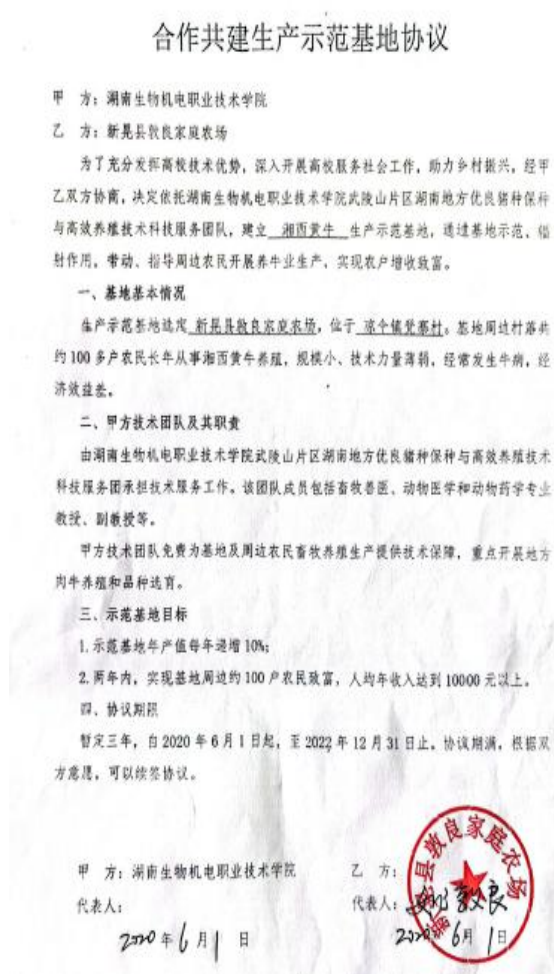 合作共建生产示范基地协议
甲 方：湖南生物机电职业技术学院
乙 方：新晃县敦良家庭农场
为了充分发挥高校技术优势，深入开展高校服务社会工作，助力乡村振兴，经甲
乙双方协商，决定依托湖南生物机电职业技术学院武陵山片区湖南地方优良猪种保种
与高效养殖技术科技服务团队，建立 湘西黄牛 生产示范基地，通过基地示范、辐
射作用，带动、指导周边农民开展养牛业生产，实现农户增收致富。
一、基地基本情况
生产示范基地选定 新晃县敦良家庭农场，位于 凉伞镇 村。基地周边村落共
约 100 多户农民长年从事湘西黄牛养殖，规模小、技术力量薄弱，经常发生牛病，经
济效益差。
二、甲方技术团队及其职责
由湖南生物机电职业技术学院武陵山片区湖南地方优良猪种保种与高效养殖技术
科技服务团承担技术服务工作。该团队成员包括畜牧兽医、动物医学和动物药学专业
教授、副教授等。
甲方技术团队免费为基地及周边农民畜牧养殖生产提供技术保障，重点开展地方
肉牛养殖和品种选育。
三、示范基地目标
1.示范基地年产值每年递增 10%；
2.两年内，实现基地周边约 100 户农民致富，人均年收入达到 10000 元以上。
四、协议期限
暂定三年，自 2020 年 6 月 1 日起，至 2022 年 12 月 31 日止。协议期满，根据双
方意愿，可以续签协议。
甲 方：湖南生物机电职业技术学院
乙 方：
代表人：
代表人： 敦良
2020 年 6 月 1 日
2020 6月 1日
县敦良家庭农场